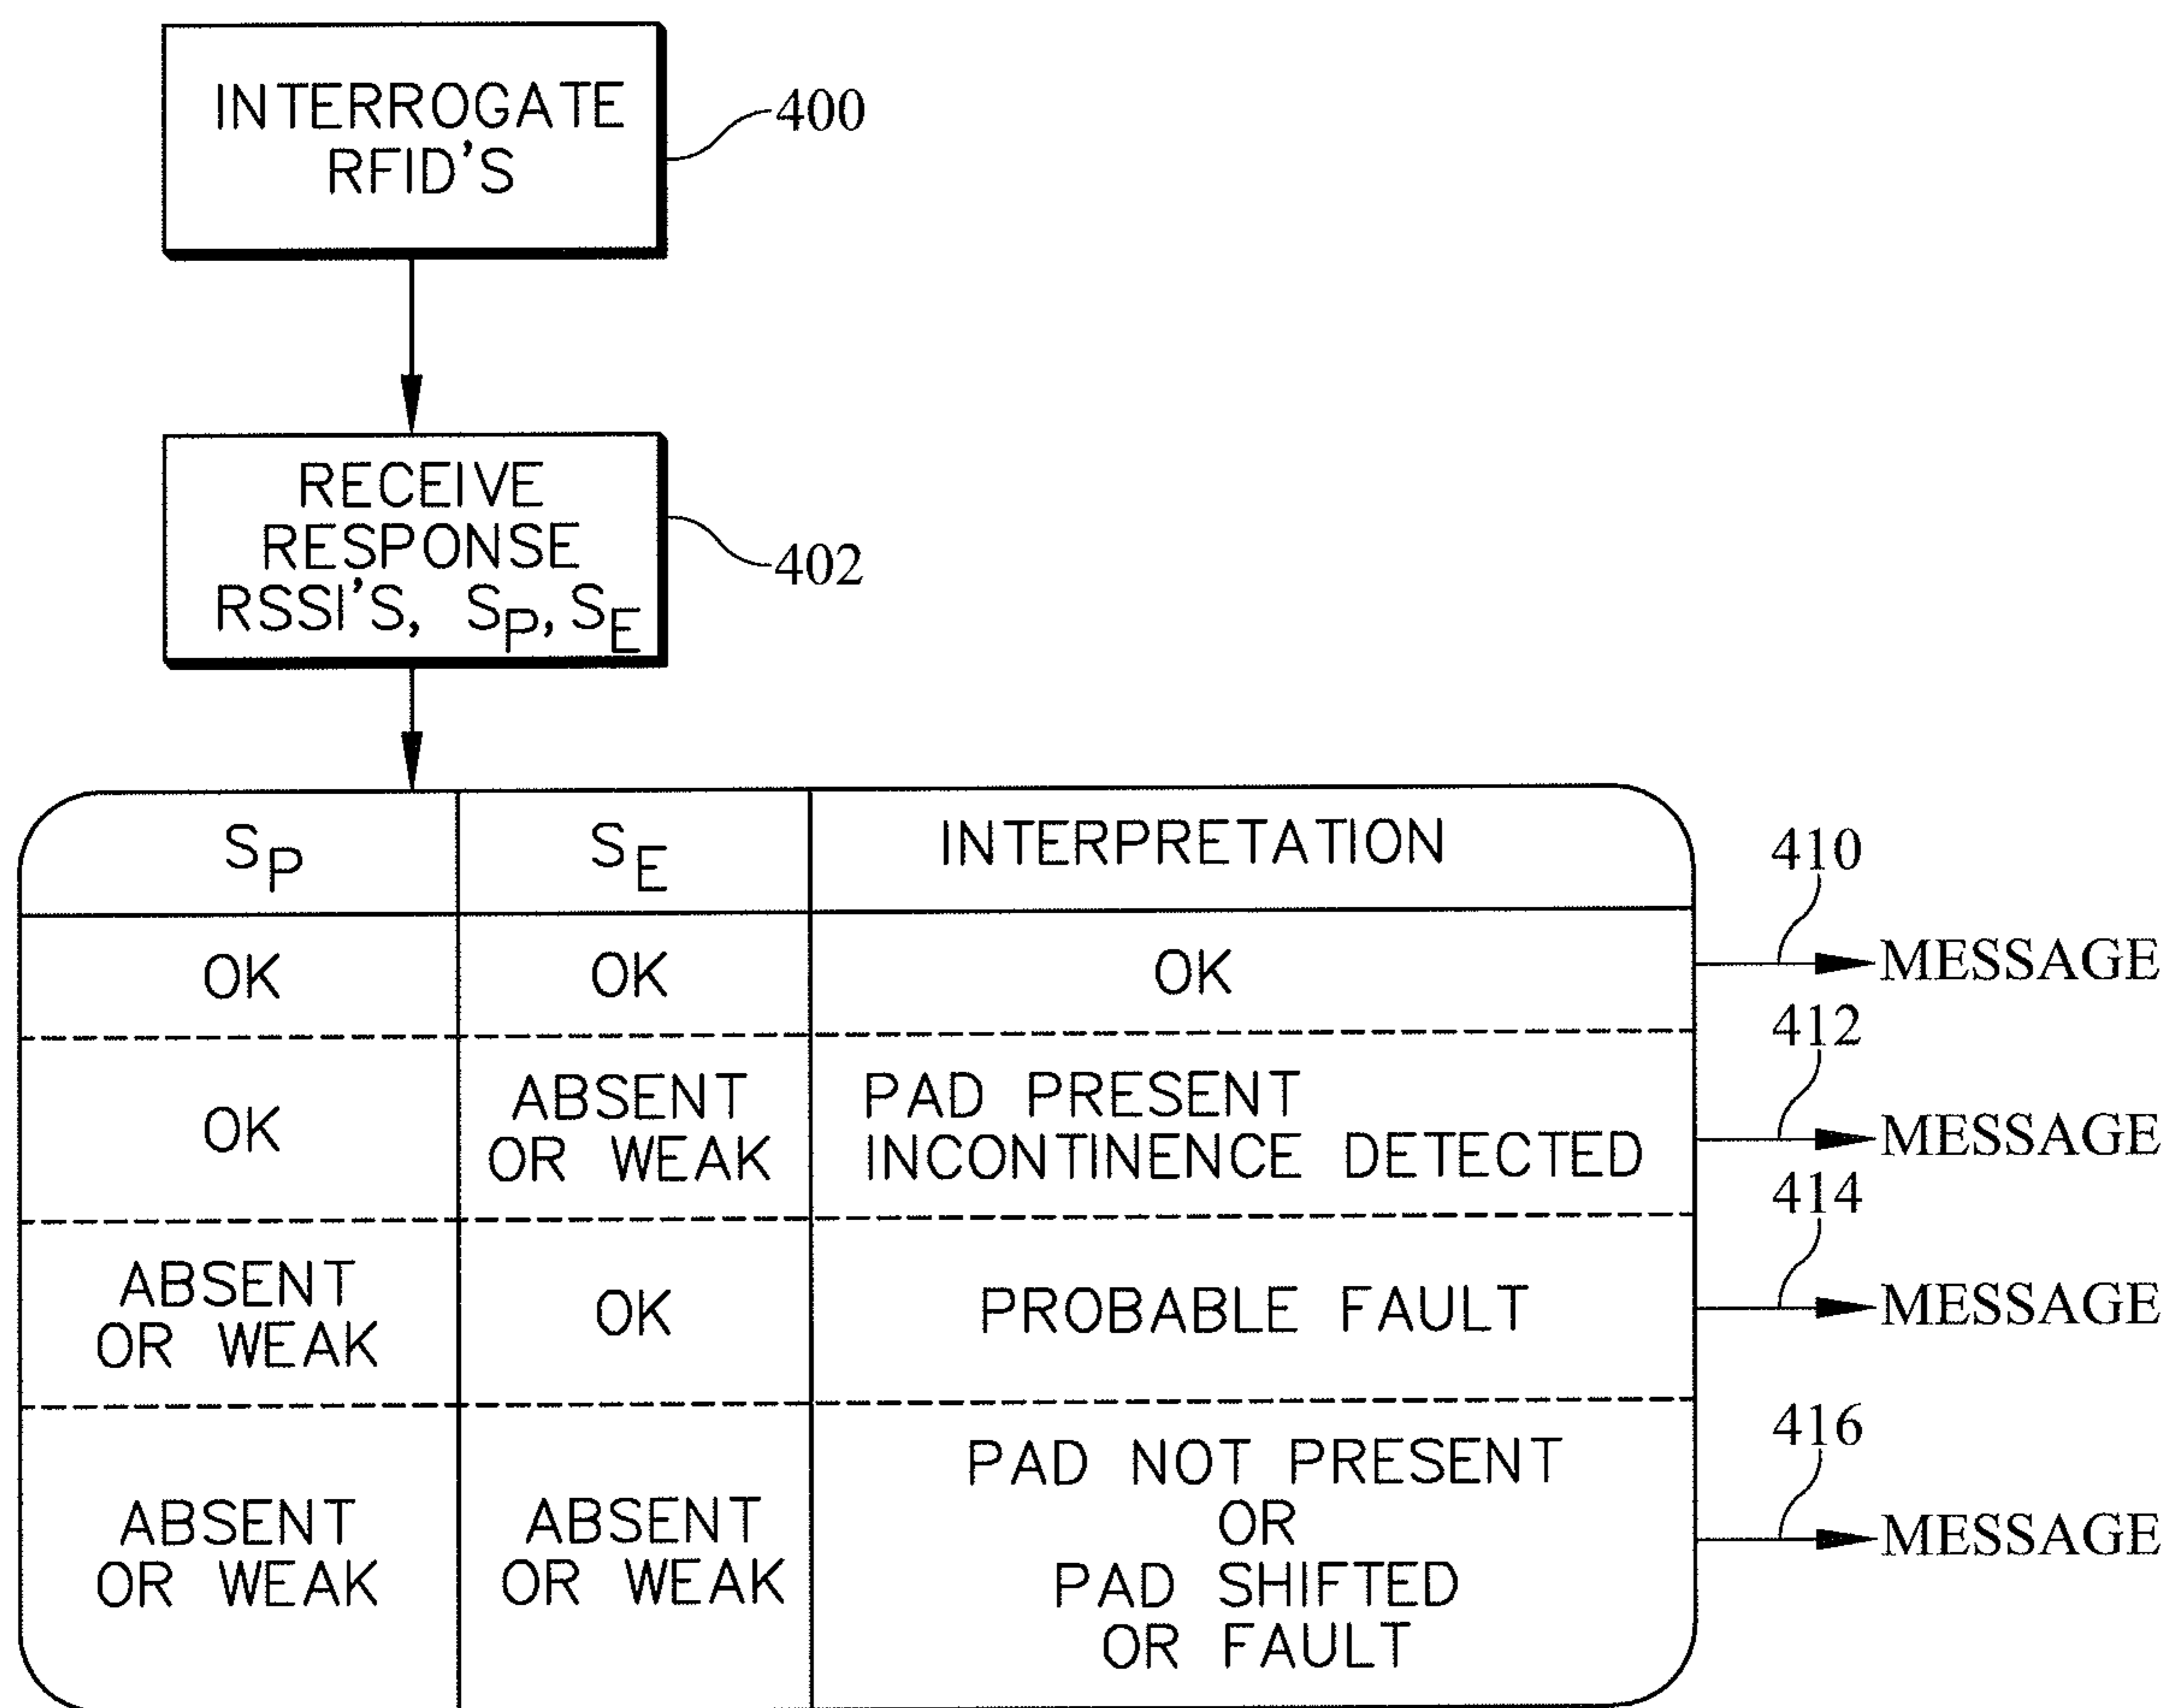 INTERROGATE
RFID'S
400
RECEIVE
RESPONSE
RSSI'S, SP, SE
402
SP SE INTERPRETATION
410
OK OK OK
MESSAGE
412
OK
ABSENT
OR WEAK
PAD PRESENT
INCONTINENCE DETECTED
MESSAGE
414
ABSENT
OR WEAK
OK
PROBABLE FAULT
MESSAGE
416
ABSENT
OR WEAK
ABSENT
OR WEAK
PAD NOT PRESENT
OR
PAD SHIFTED
OR FAULT
MESSAGE